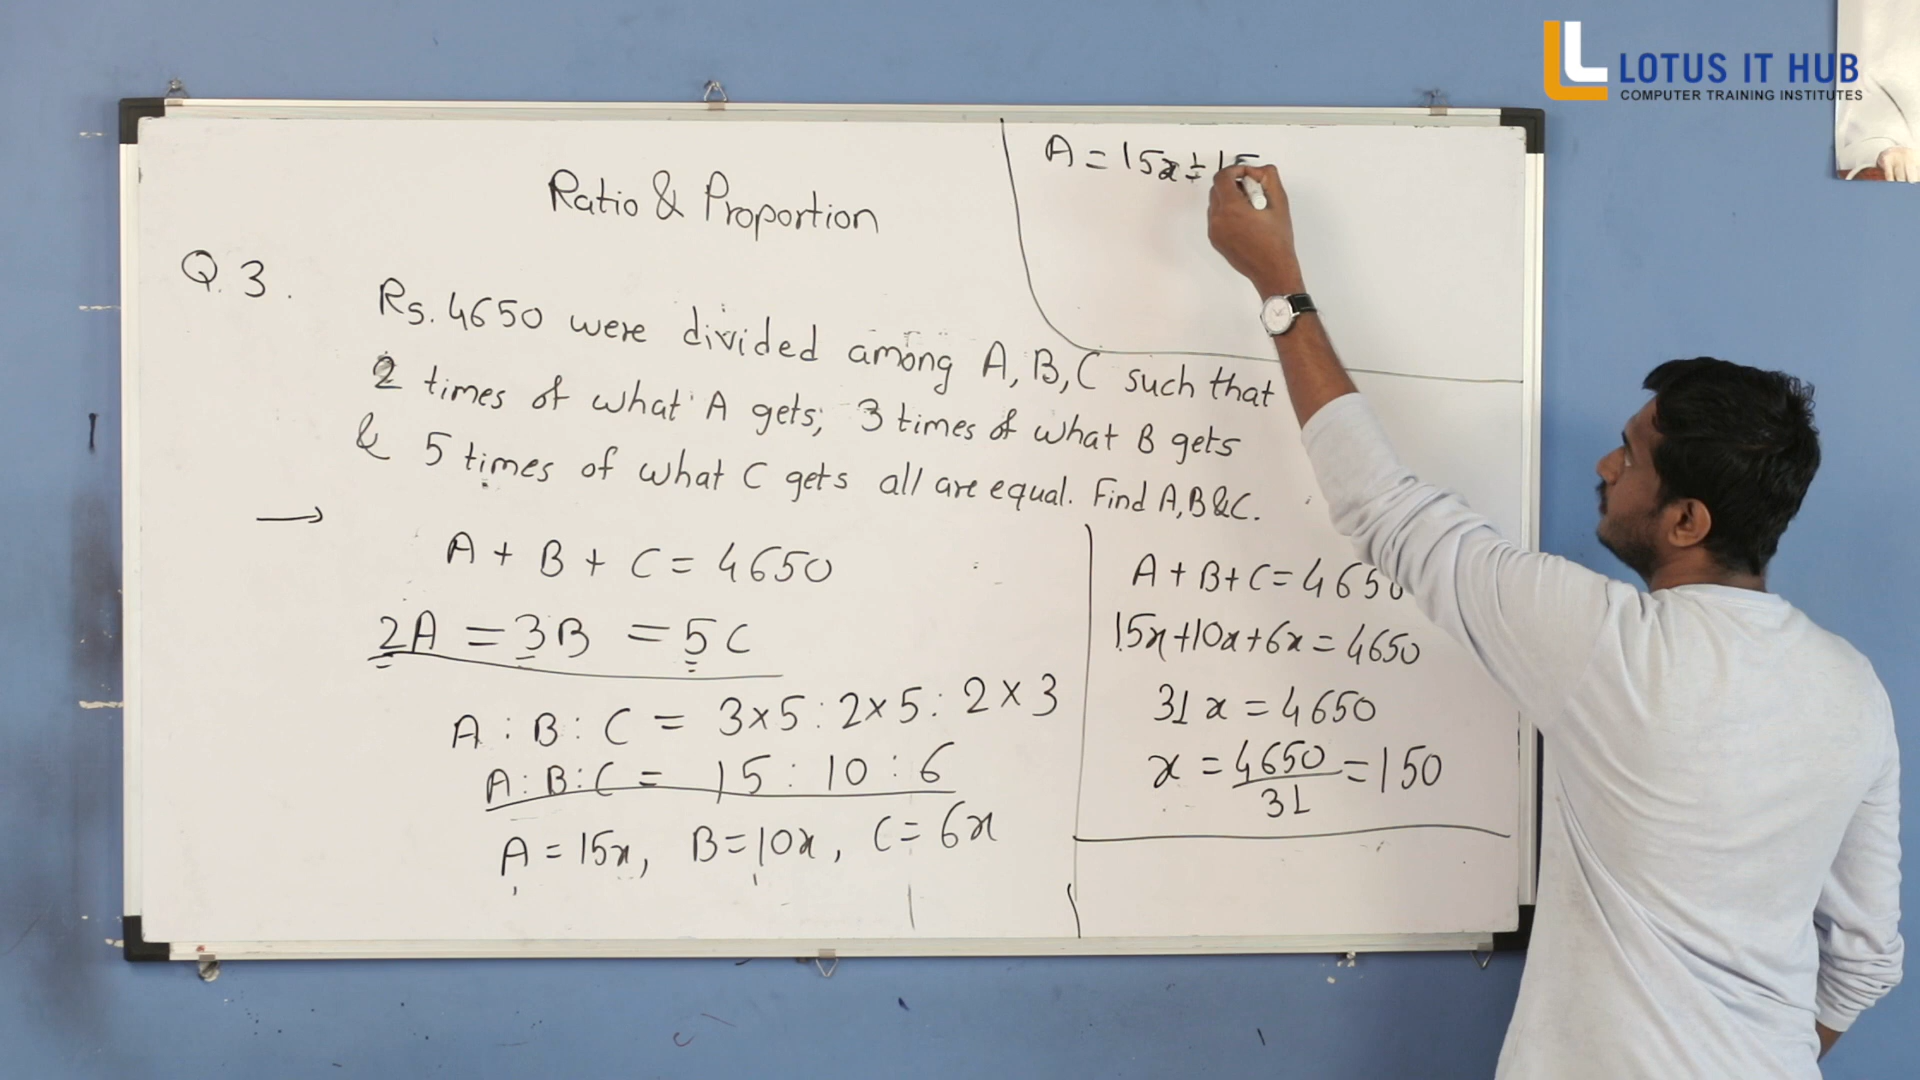 LOTUS IT HUB
COMPUTER TRAINING INSTITUTES
Ratio & Proportion
Q. 3.
Rs. 4650 were divided among A, B, C such that
2 times of what A gets; 3 times of what B gets
& 5 times of what C gets all are equal. Find A, B & C.
A + B + C = 4650
2A = 3B = 5C
A : B : C = 3×5 : 2×5 : 2×3
A : B : C = 15 : 10 : 6
A = 15x, B = 10x, C = 6x
A + B + C = 4650
15x + 10x + 6x = 4650
31x = 4650
x = 4650/31 = 150
A = 15x = 15